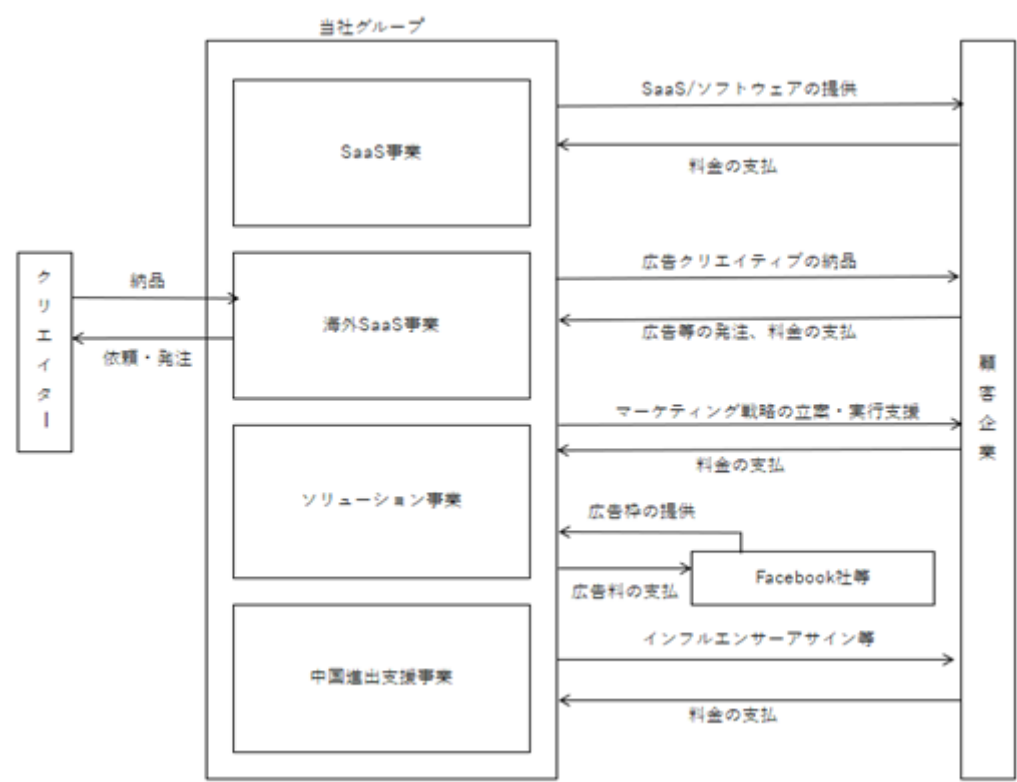 当社グループ
SaaS/ソフトウェアの提供
SaaS事業
料金の支払
クリエイター
納品
広告クリエイティブの納品
海外SaaS事業
依頼・発注
広告等の発注、料金の支払
顧客企業
マーケティング戦略の立案・実行支援
料金の支払
ソリューション事業
広告枠の提供
Facebook社等
広告料の支払
インフルエンサーアサイン等
中国進出支援事業
料金の支払